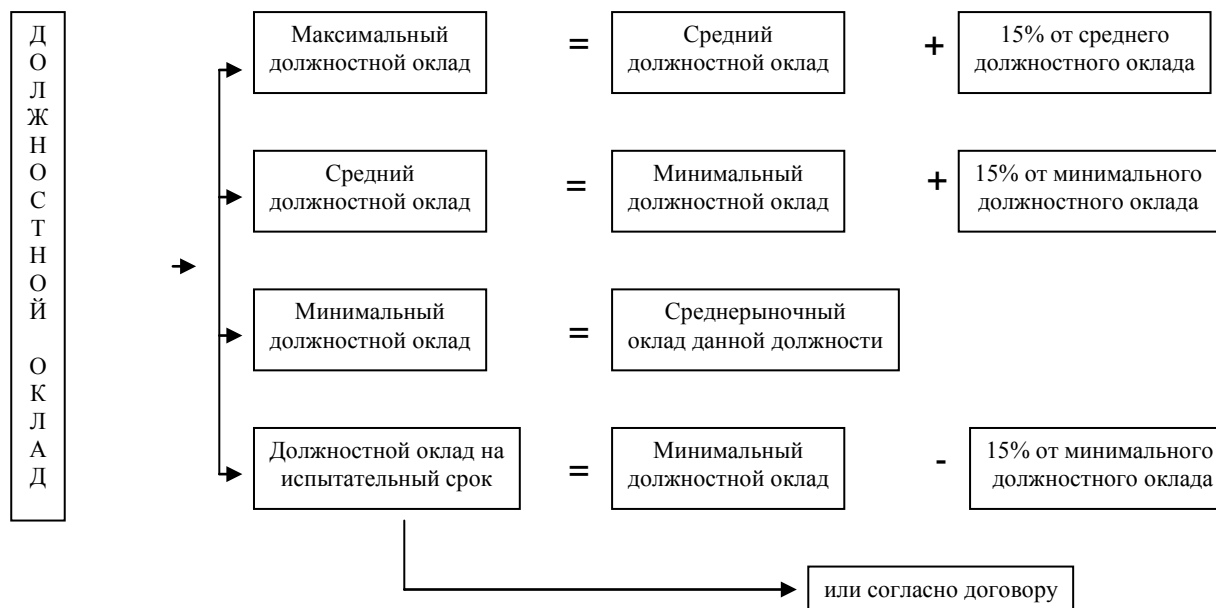 ДОЛЖНОСТНОЙ ОКЛАД
Максимальный
должностной оклад
=
Средний
должностной оклад
+
15% от среднего
должностного оклада
Средний
должностной оклад
=
Минимальный
должностной оклад
+
15% от минимального
должностного оклада
Минимальный
должностной оклад
=
Среднерыночный
оклад данной должности
Должностной оклад на
испытательный срок
=
Минимальный
должностной оклад
-
15% от минимального
должностного оклада
или согласно договору